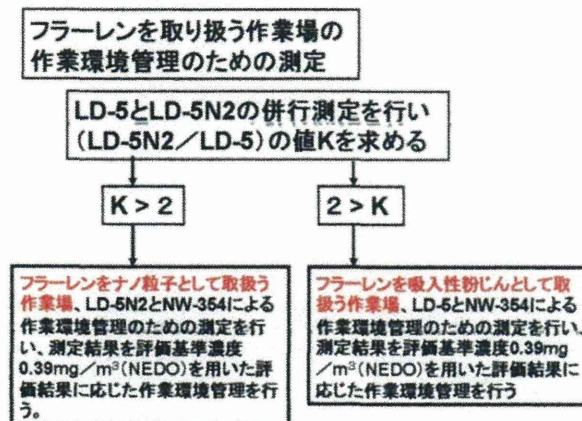 フラーレンを取り扱う作業場の
作業環境管理のための測定
LD-5とLD-5N2の併行測定を行い
（LD-5N2／LD-5）の値Kを求める
K > 2
2 > K
フラーレンをナノ粒子として取扱う
作業場、LD-5N2とNW-354による
作業環境管理のための測定を行
い、測定結果を評価基準濃度
0.39mg／m³（NEDO）を用いた評
価結果に応じた作業環境管理を行
う。
フラーレンを吸入性粉じんとして取
扱う作業場、LD-5とNW-354による
作業環境管理のための測定を行い、
測定結果を評価基準濃度0.39mg
／m³（NEDO）を用いた評価結果に
応じた作業環境管理を行う